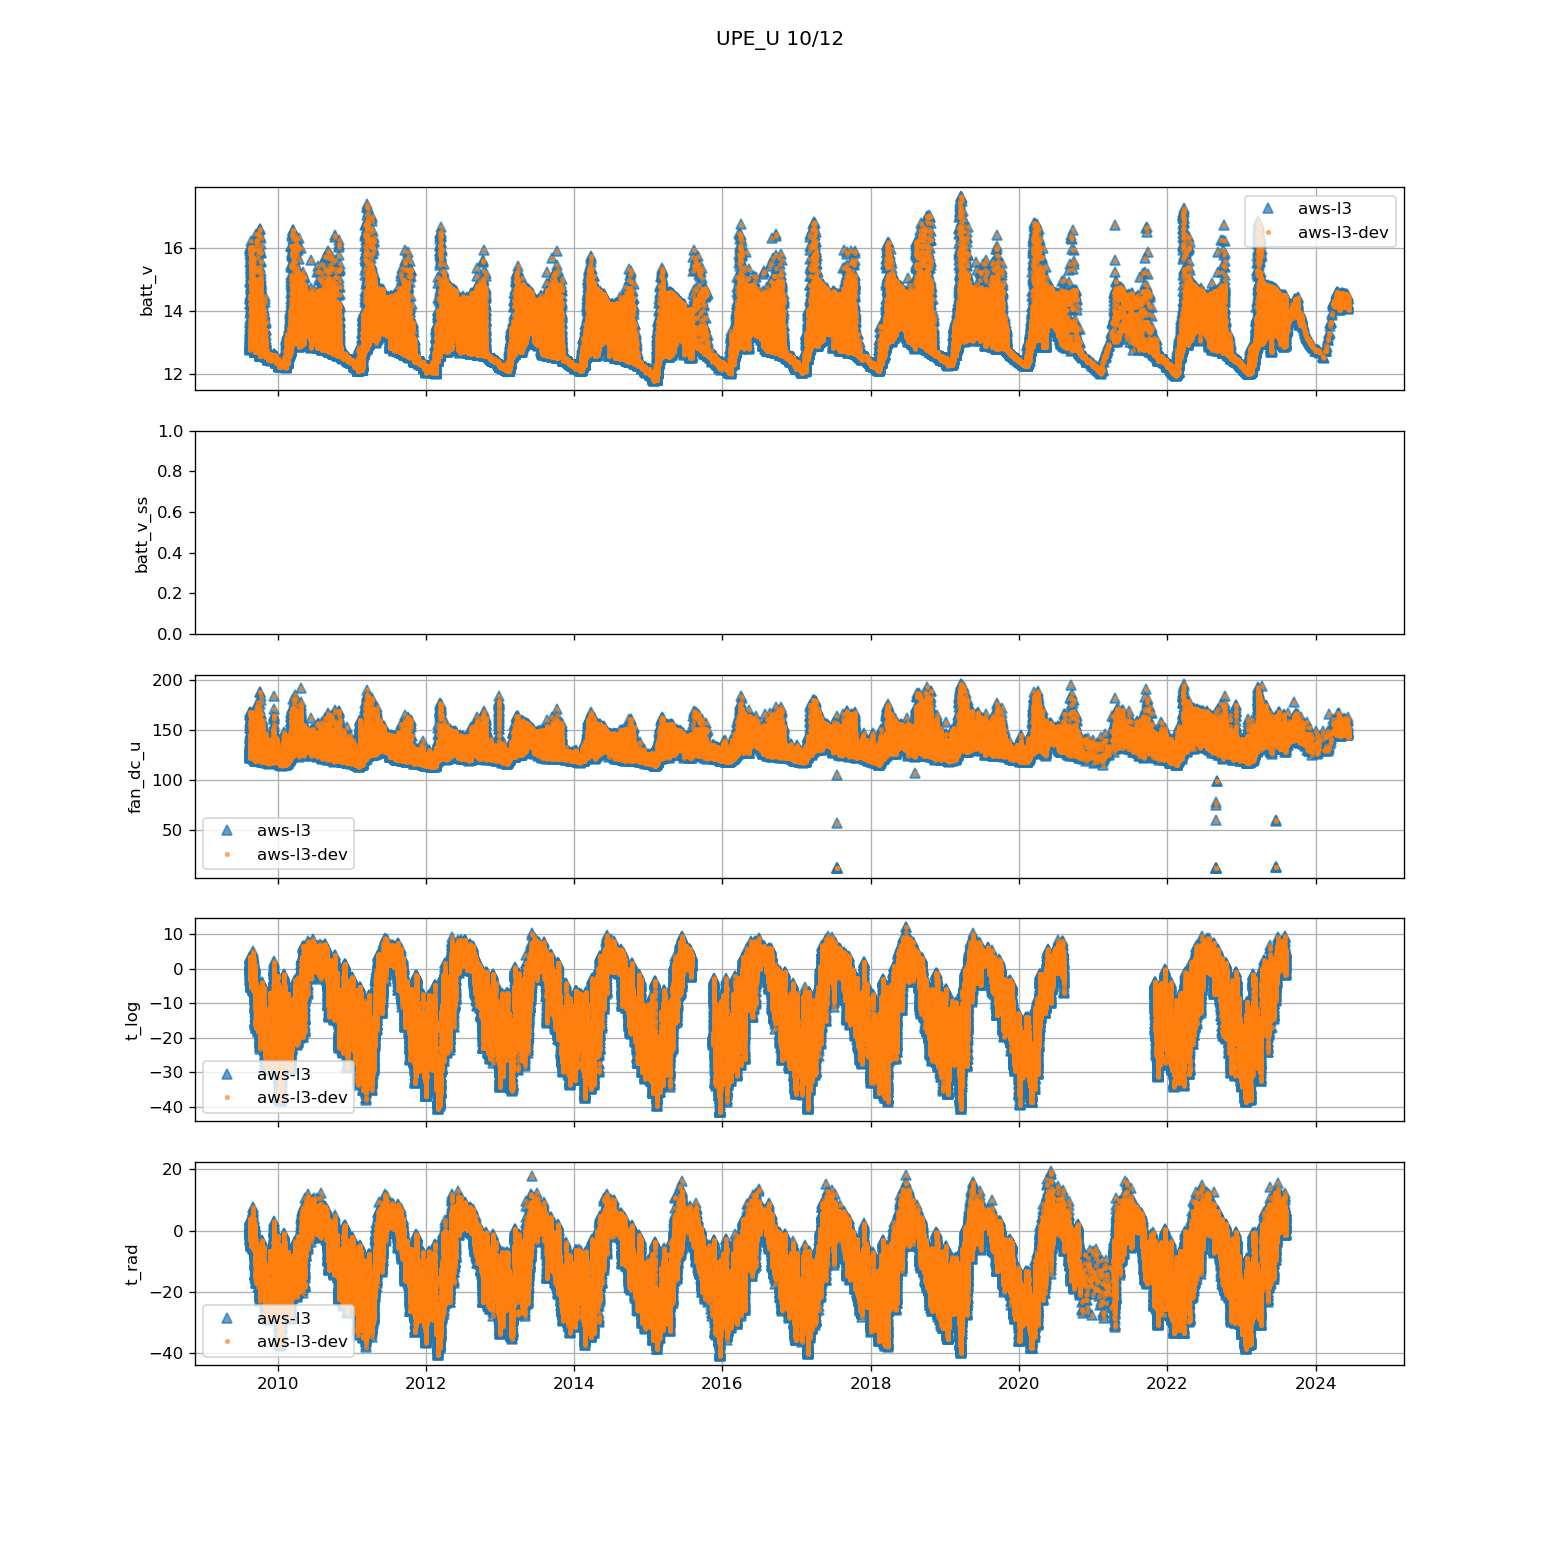 UPE_U 10/12
16
14
12
batt_v
aws-l3
aws-l3-dev
1.0
0.8
0.6
0.4
0.2
0.0
batt_v_ss
200
150
100
50
fan_dc_u
aws-l3
aws-l3-dev
10
0
−10
−20
−30
−40
t_log
aws-l3
aws-l3-dev
20
0
−20
−40
t_rad
aws-l3
aws-l3-dev
2010 2012 2014 2016 2018 2020 2022 2024